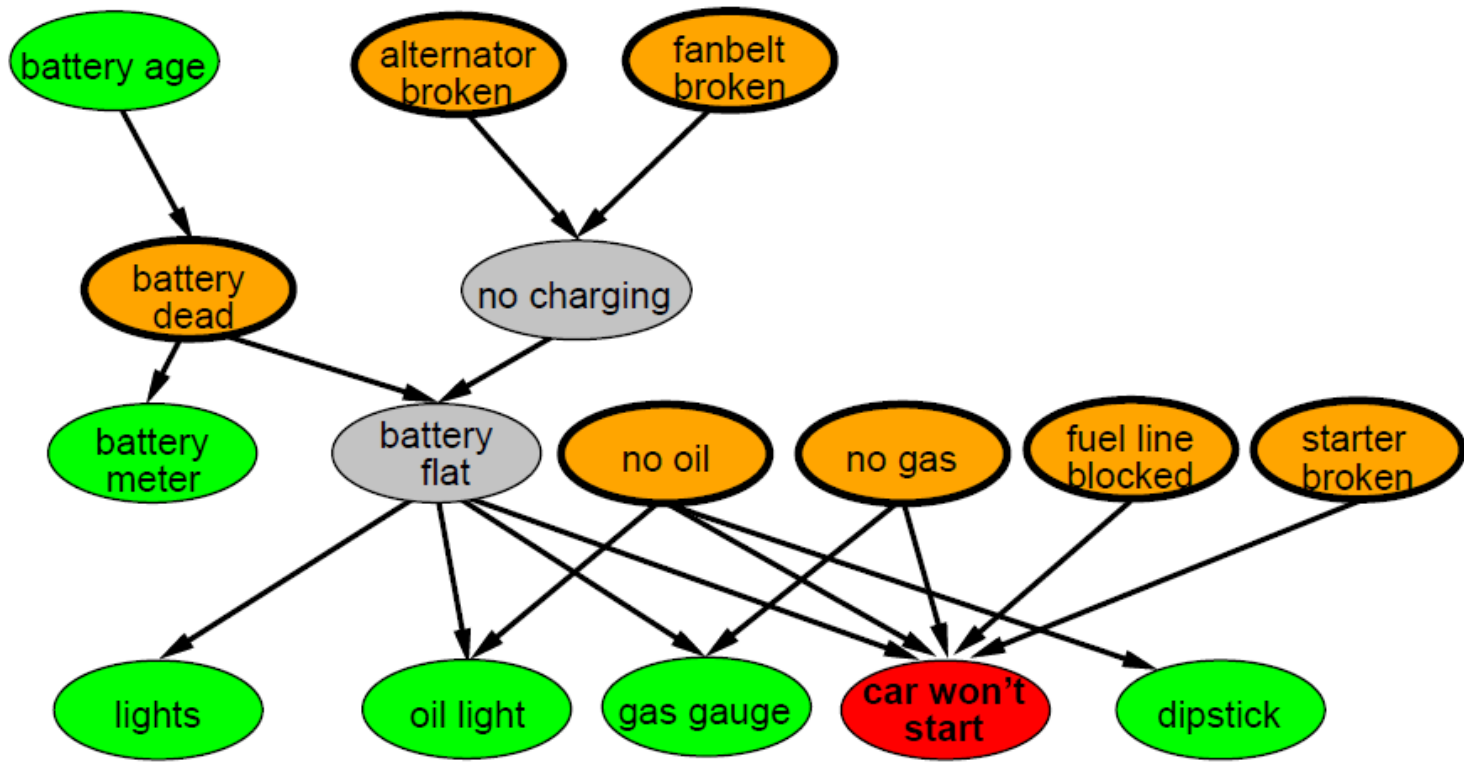 battery age
alternator
broken
fanbelt
broken
battery
dead
no charging
battery
meter
battery
flat
no oil
no gas
fuel line
blocked
starter
broken
lights
oil light
gas gauge
car won't
start
dipstick